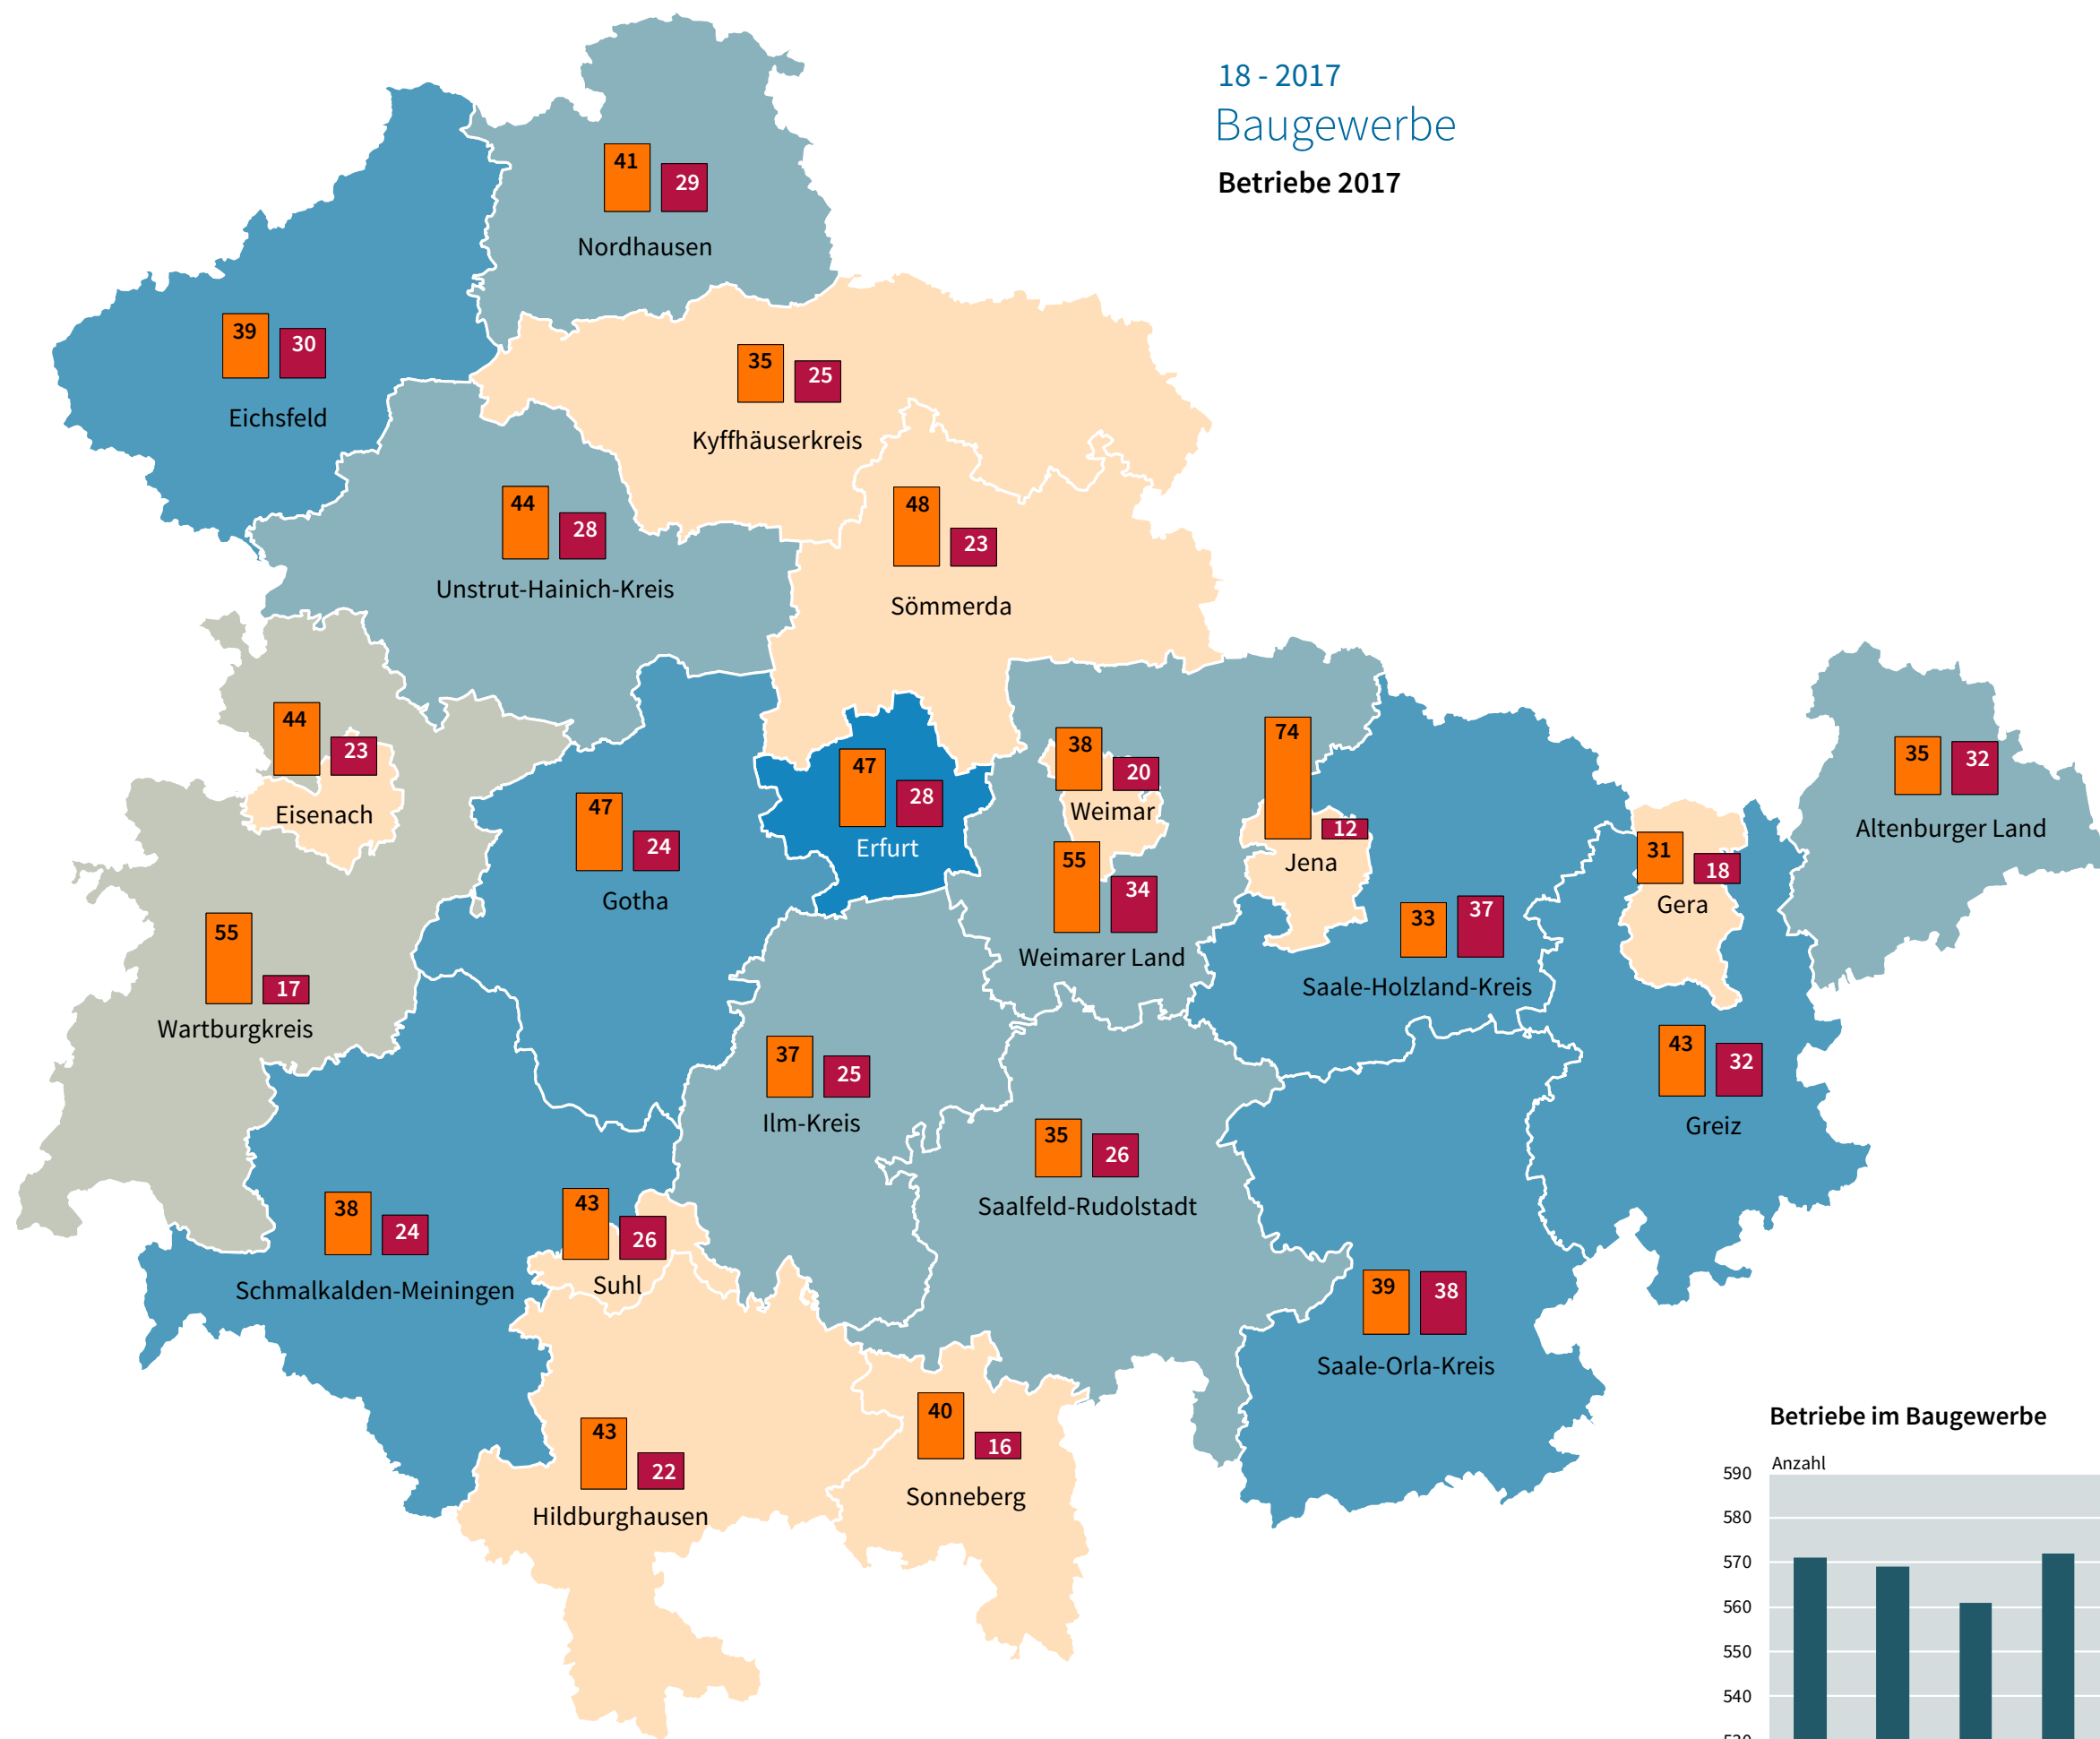 18 - 2017
Baugewerbe
Betriebe 2017
41
29
Nordhausen
39
30
Eichsfeld
35
25
Kyffhäuserkreis
44
28
Unstrut-Hainich-Kreis
48
23
Sömmerda
44
23
Eisenach
47
24
Gotha
47
28
Erfurt
38
20
Weimar
55
34
Weimarer Land
74
12
Jena
33
37
Saale-Holzland-Kreis
31
18
Gera
35
32
Altenburger Land
55
17
Wartburgkreis
37
25
Ilm-Kreis
35
26
Saalfeld-Rudolstadt
43
32
Greiz
38
24
Schmalkalden-Meiningen
43
26
Suhl
39
38
Saale-Orla-Kreis
43
22
Hildburghausen
40
16
Sonneberg
Betriebe im Baugewerbe
Anzahl
590
580
570
560
550
540